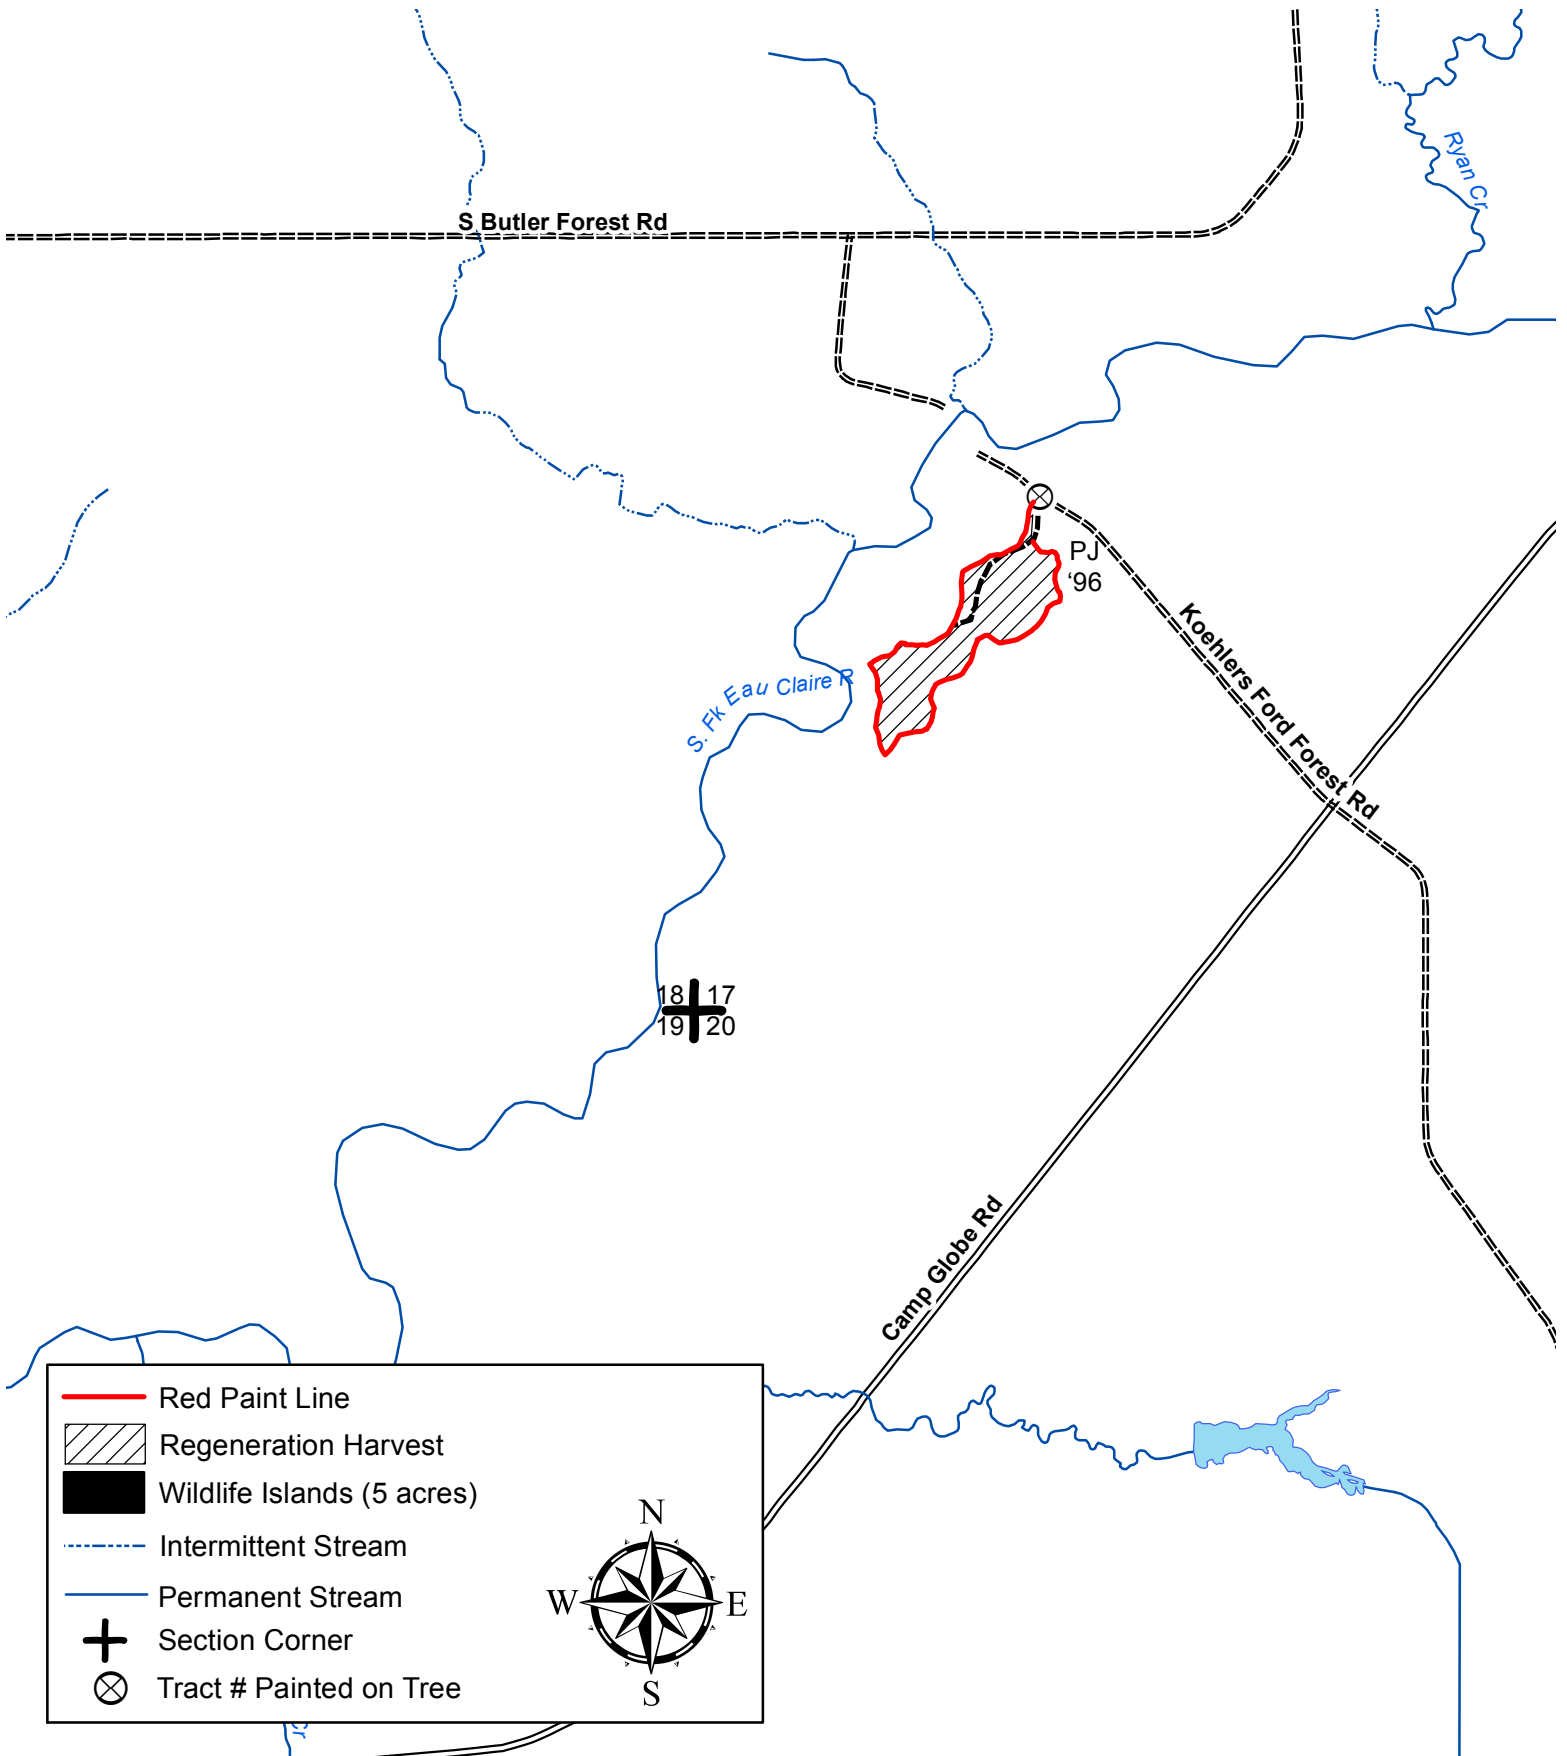 Ryan Cr
S Butler Forest Rd
PJ
‘96
Koehlers Ford Forest Rd
S. Fk Eau Claire R
18 17
19 20
Camp Globe Rd
Red Paint Line
Regeneration Harvest
Wildlife Islands (5 acres)
Intermittent Stream
Permanent Stream
Section Corner
Tract # Painted on Tree
N
W E
S
Cr